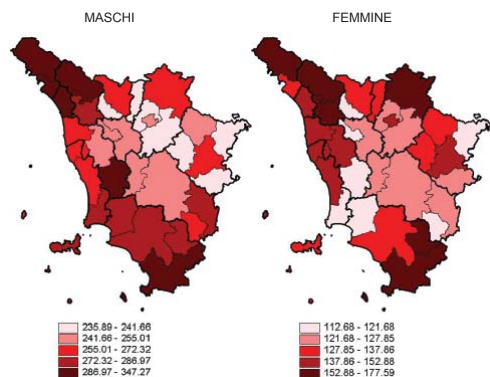 MASCHI
FEMMINE
235.89 - 241.66
241.66 - 255.01
255.01 - 272.32
272.32 - 286.97
286.97 - 347.27
112.68 - 121.68
121.68 - 127.85
127.85 - 137.86
137.86 - 152.88
152.88 - 177.59